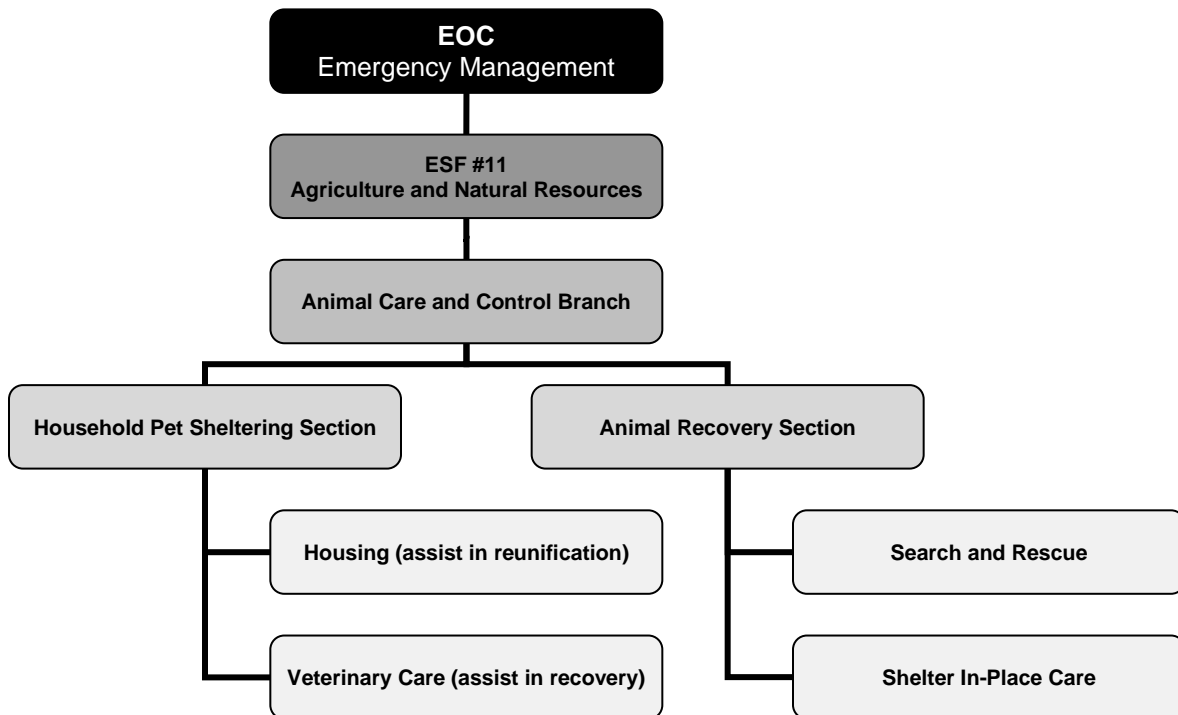 EOC
Emergency Management
ESF #11
Agriculture and Natural Resources
Animal Care and Control Branch
Household Pet Sheltering Section
Animal Recovery Section
Housing (assist in reunification)
Search and Rescue
Veterinary Care (assist in recovery)
Shelter In-Place Care